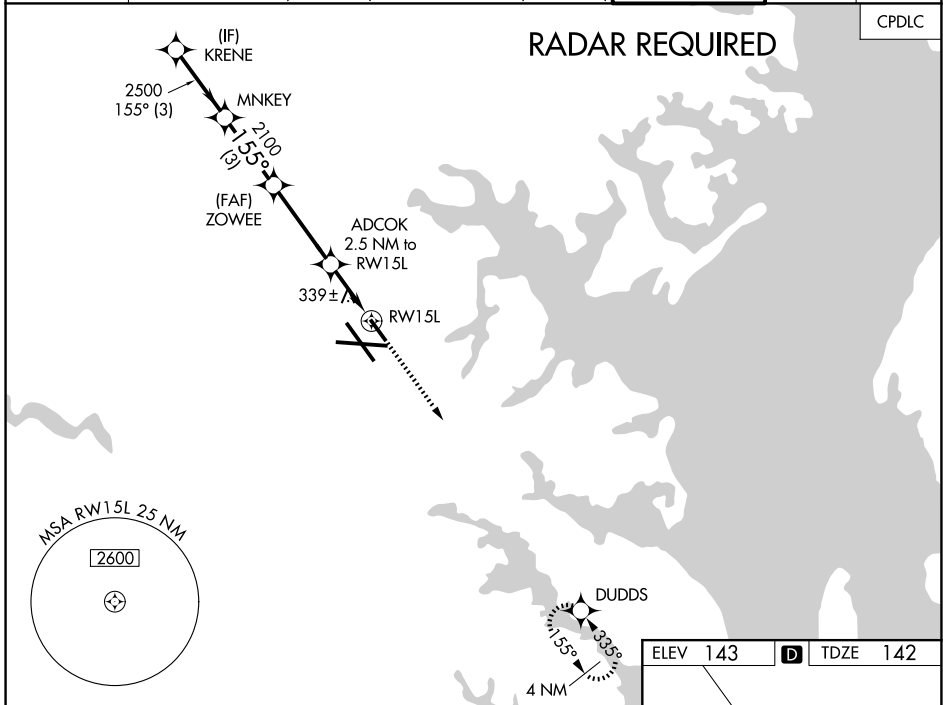 CPDLC
RADAR REQUIRED
(IF)
KRENE
2500
155° (3)
MNKEY
2100
155°
(3)
(FAF)
ZOWEE
ADCOK
2.5 NM to
RW15L
339±
RW15L
MSA RW15L 25 NM
2600
DUDDS
155°
335°
4 NM
ELEV 143 D TDZE 142